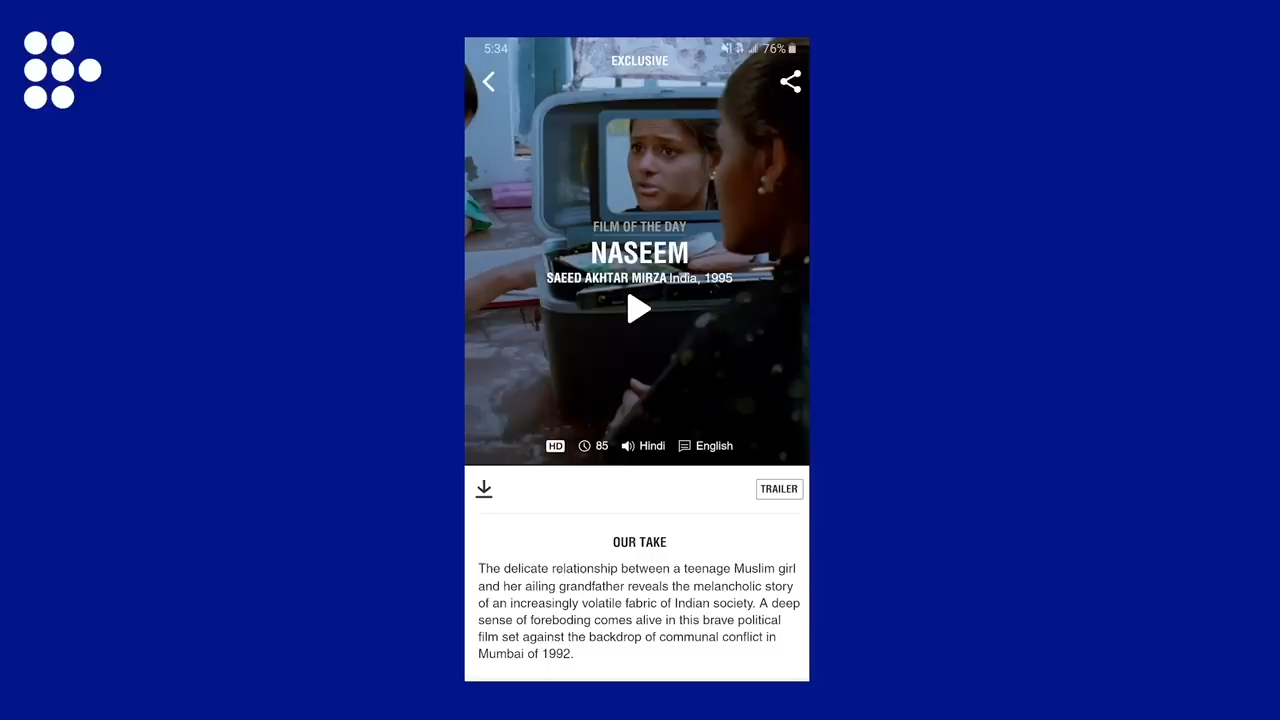 5:34
76%
EXCLUSIVE
FILM OF THE DAY
NASEEM
SAEED AKHTAR MIRZA India, 1995
HD 85 Hindi English
TRAILER
OUR TAKE
The delicate relationship between a teenage Muslim girl
and her ailing grandfather reveals the melancholic story
of an increasingly volatile fabric of Indian society. A deep
sense of foreboding comes alive in this brave political
film set against the backdrop of communal conflict in
Mumbai of 1992.